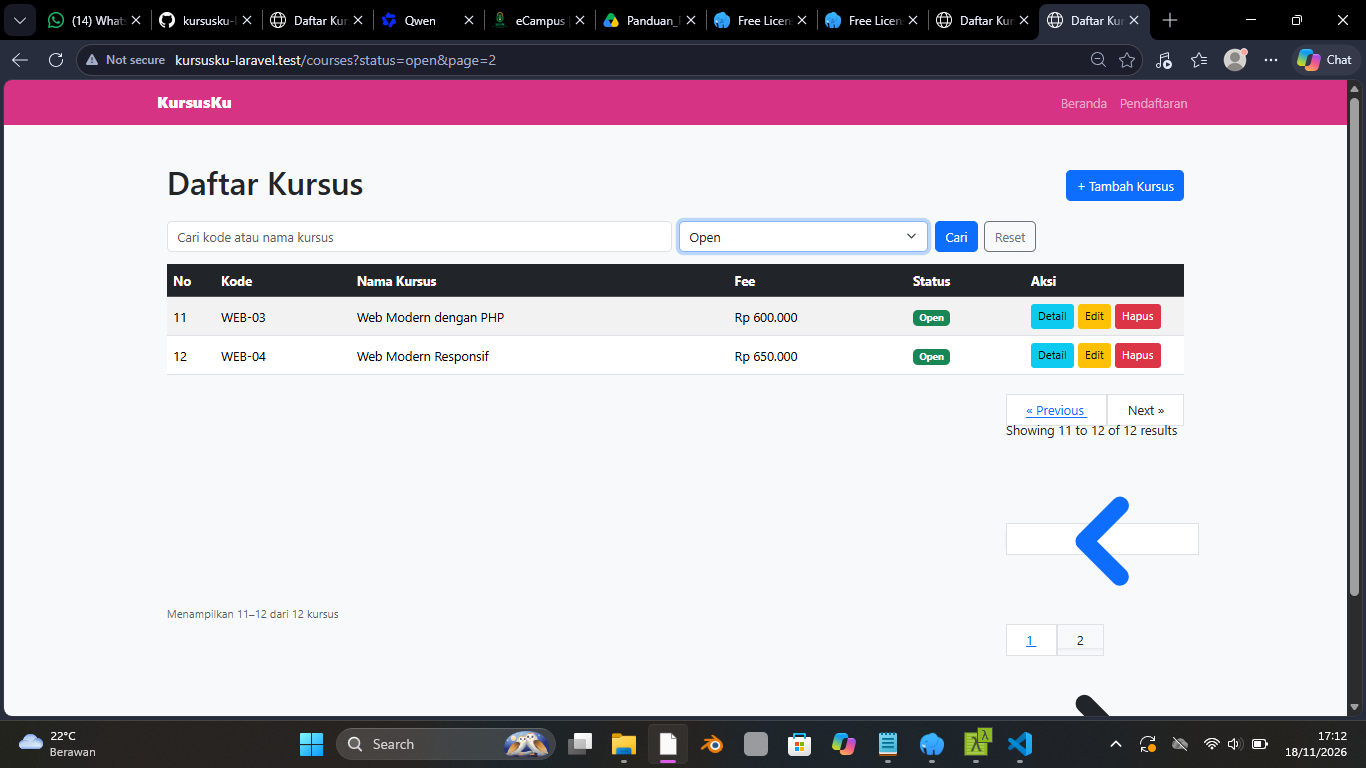 (14) Whats
kursusku-l
Daftar Kur
Qwen
eCampus
Panduan_P
Free Licen
Free Licen
Daftar Kur
Daftar Kur
Not secure kursusku-laravel.test/courses?status=open&page=2
Chat
KursusKu
Beranda Pendaftaran
Daftar Kursus
+ Tambah Kursus
Cari kode atau nama kursus
Open
Cari
Reset
No Kode Nama Kursus Fee Status Aksi
11 WEB-03 Web Modern dengan PHP Rp 600.000 Open Detail Edit Hapus
12 WEB-04 Web Modern Responsif Rp 650.000 Open Detail Edit Hapus
« Previous Next »
Showing 11 to 12 of 12 results
Menampilkan 11–12 dari 12 kursus
1 2
22°C
Berawan
Search
17:12
18/11/2026